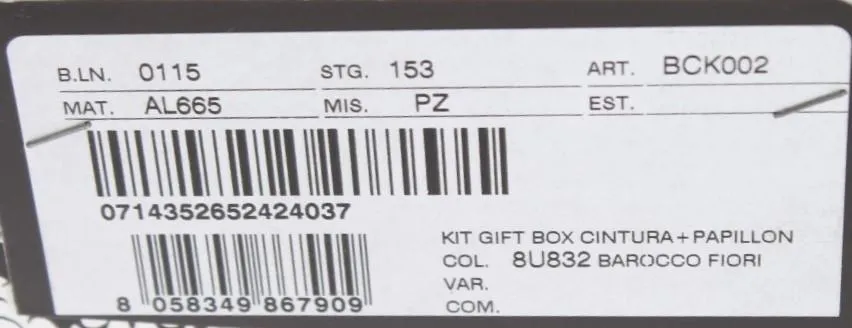 B.LN. 0115 STG. 153 ART. BCK002
MAT. AL665 MIS. PZ EST.
0714352652424037
KIT GIFT BOX CINTURA+PAPILLON
COL. 8U832 BAROCCO FIORI
VAR.
8 058349 867909 COM.